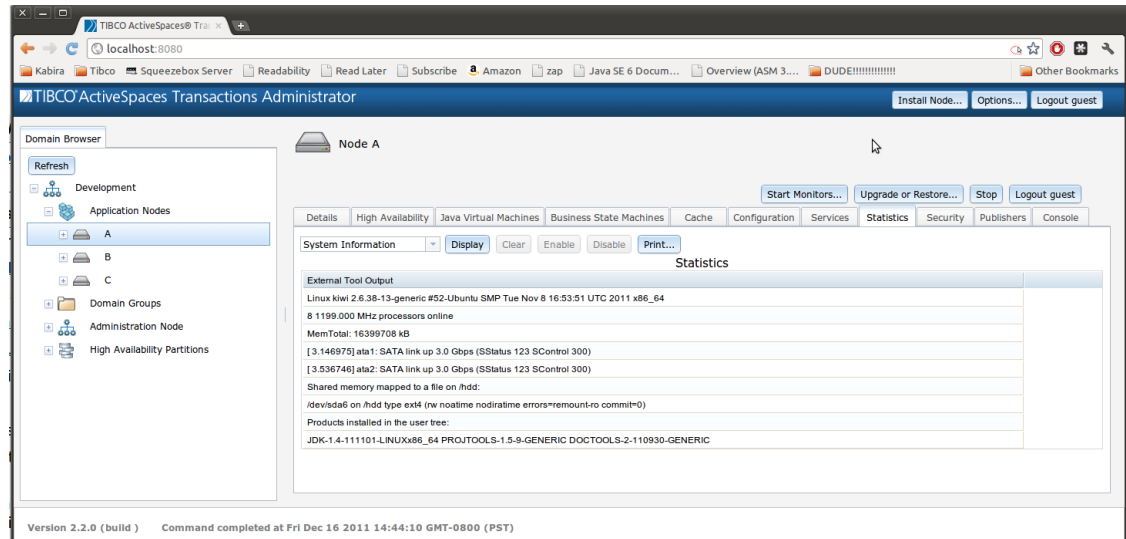 TIBCO ActiveSpaces® Tra
localhost:8080
Kabira Tibco Squeezebox Server Readability Read Later Subscribe Amazon zap Java SE 6 Docum... Overview (ASM 3.... DUDE!!!!!!!!!!!!!! Other Bookmarks
TIBCO® ActiveSpaces Transactions Administrator
Install Node... Options... Logout guest
Domain Browser
Node A
Refresh
Development
Start Monitors... Upgrade or Restore... Stop Logout guest
Application Nodes
Details High Availability Java Virtual Machines Business State Machines Cache Configuration Services Statistics Security Publishers Console
A
System Information Display Clear Enable Disable Print...
B
Statistics
C
External Tool Output
Linux kiwi 2.6.38-13-generic #52-Ubuntu SMP Tue Nov 8 16:53:51 UTC 2011 x86_64
Domain Groups
8 1199.000 MHz processors online
Administration Node
MemTotal: 16399708 kB
High Availability Partitions
[ 3.146975] ata1: SATA link up 3.0 Gbps (SStatus 123 SControl 300)
[ 3.536746] ata2: SATA link up 3.0 Gbps (SStatus 123 SControl 300)
Shared memory mapped to a file on /hdd:
/dev/sda6 on /hdd type ext4 (rw noatime nodiratime errors=remount-ro commit=0)
Products installed in the user tree:
JDK-1.4-111101-LINUXx86_64 PROJTOOLS-1.5-9-GENERIC DOCTOOLS-2-110930-GENERIC
Version 2.2.0 (build ) Command completed at Fri Dec 16 2011 14:44:10 GMT-0800 (PST)